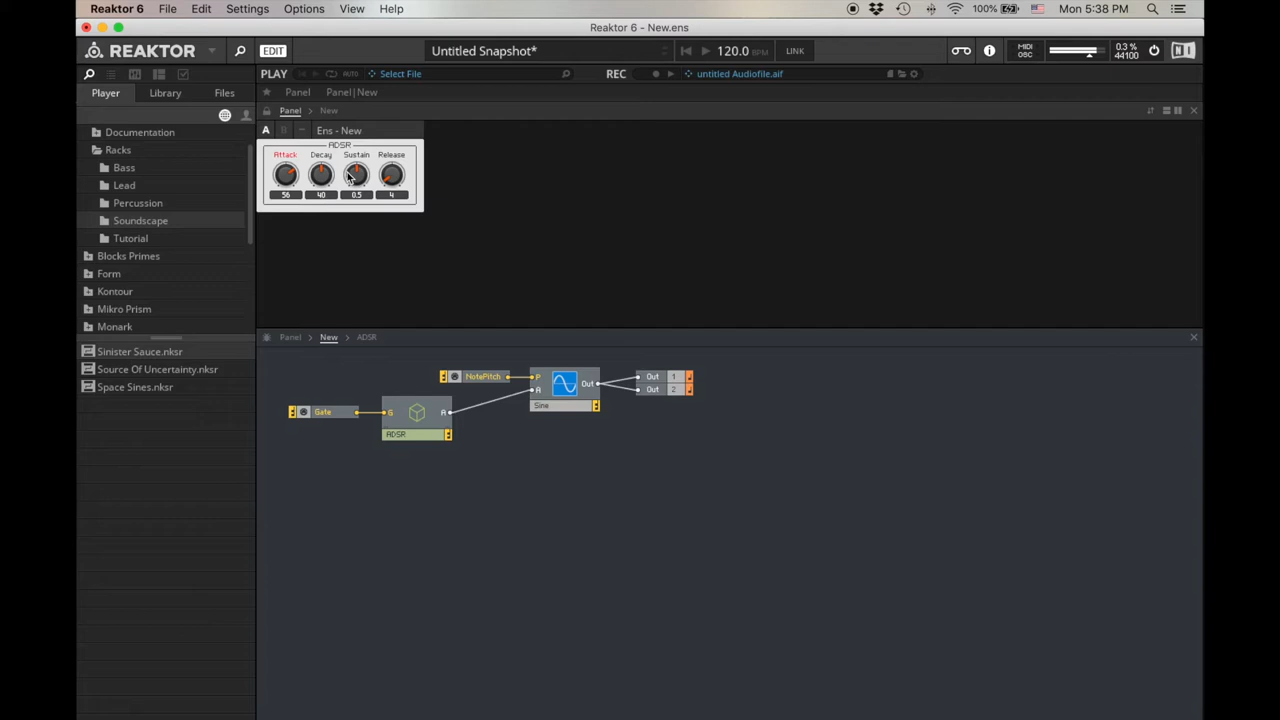 Reaktor 6 File Edit Settings Options View Help 100% Mon 5:38 PM
Reaktor 6 - New.ens
REAKTOR EDIT Untitled Snapshot* 120.0 BPM LINK MIDI OSC 0.3 % 44100
PLAY AUTO Select File REC untitled Audiofile.aif
Player Library Files
Panel Panel|New
Panel New
A B Ens - New
Documentation
Racks
Bass
Lead
Percussion
Soundscape
Tutorial
Blocks Primes
Form
Kontour
Mikro Prism
Monark
Sinister Sauce.nksr
Source Of Uncertainty.nksr
Space Sines.nksr
ADSR
Attack Decay Sustain Release
56 40 0.5 4
Panel New ADSR
NotePitch P Out Out 1
A Out 2
Sine
Gate G A
ADSR